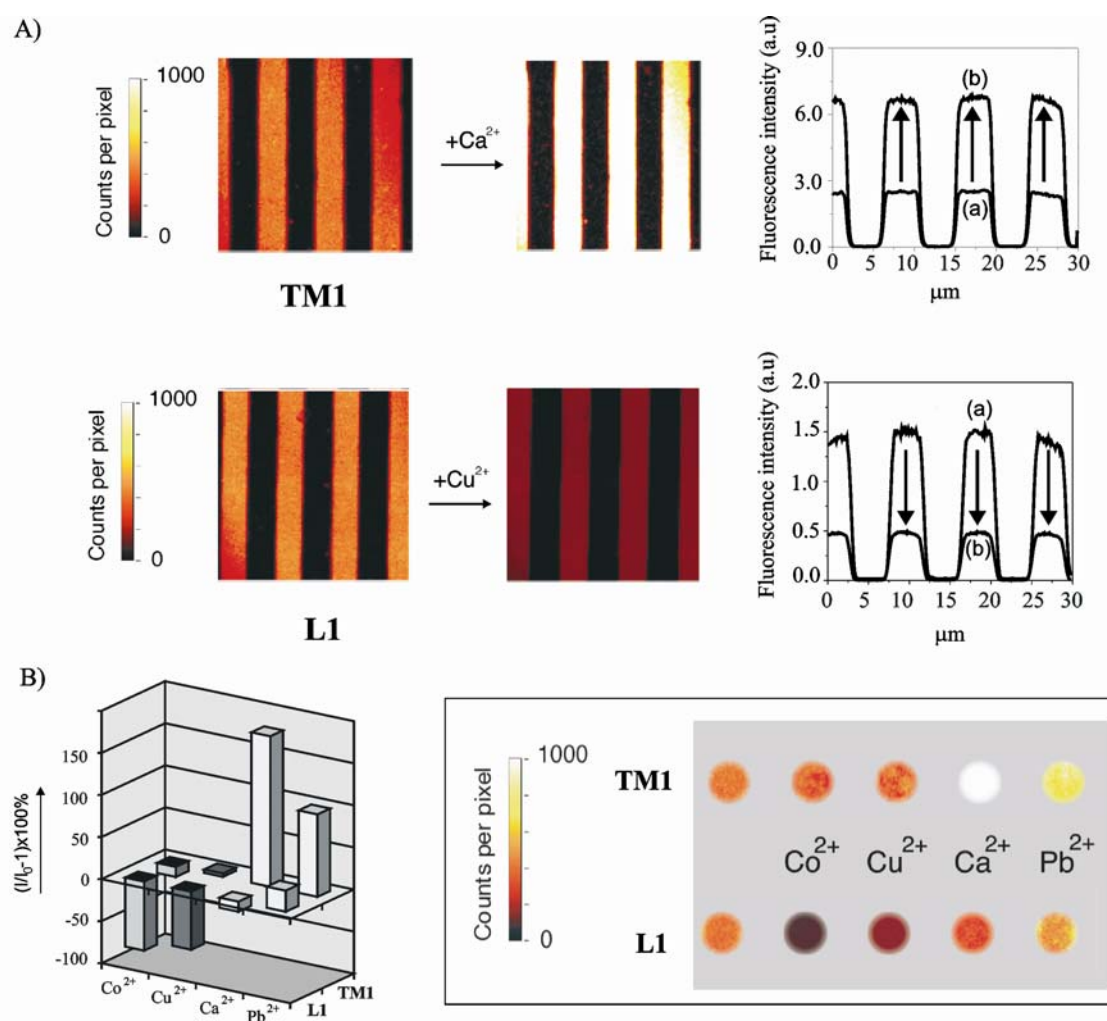 A)
Counts per pixel
1000
0
TM1
+Ca²⁺
Fluorescence intensity (a.u)
9.0
6.0
3.0
0.0
(b)
(a)
0 5 10 15 20 25 30
μm
Counts per pixel
1000
0
L1
+Cu²⁺
Fluorescence intensity (a.u)
2.0
1.5
1.0
0.5
0.0
(a)
(b)
0 5 10 15 20 25 30
μm
B)
(I/I₀-1)x100%
150
100
50
0
-50
-100
Co²⁺ Cu²⁺ Ca²⁺ Pb²⁺
L1 TM1
Counts per pixel
1000
0
TM1
Co²⁺ Cu²⁺ Ca²⁺ Pb²⁺
L1